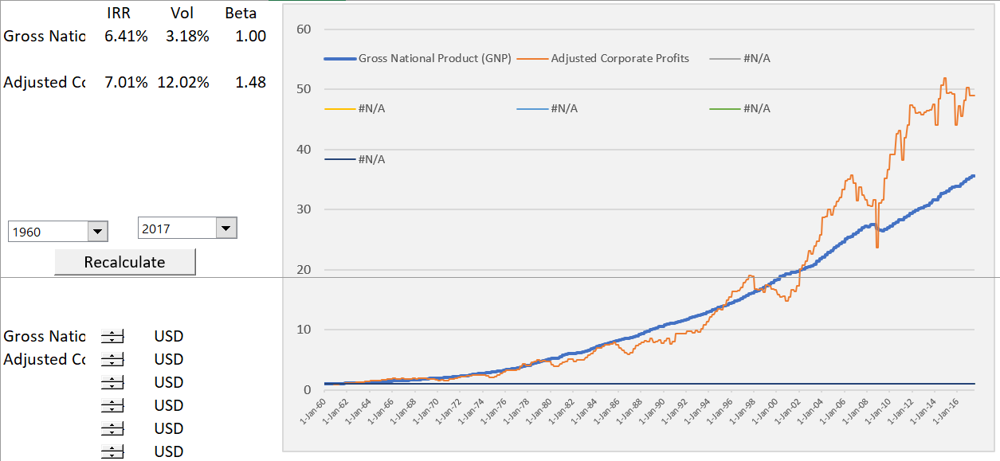 IRR Vol Beta
Gross Natio 6.41% 3.18% 1.00
Adjusted Co 7.01% 12.02% 1.48
1960 2017
Recalculate
Gross Natio USD
Adjusted Co USD
USD
USD
USD
USD
60
50
40
30
20
10
0
Gross National Product (GNP) Adjusted Corporate Profits #N/A
#N/A #N/A #N/A
#N/A
1-Jan-60 1-Jan-62 1-Jan-64 1-Jan-66 1-Jan-68 1-Jan-70 1-Jan-72 1-Jan-74 1-Jan-76 1-Jan-78 1-Jan-80 1-Jan-82 1-Jan-84 1-Jan-86 1-Jan-88 1-Jan-90 1-Jan-92 1-Jan-94 1-Jan-96 1-Jan-98 1-Jan-00 1-Jan-02 1-Jan-04 1-Jan-06 1-Jan-08 1-Jan-10 1-Jan-12 1-Jan-14 1-Jan-16